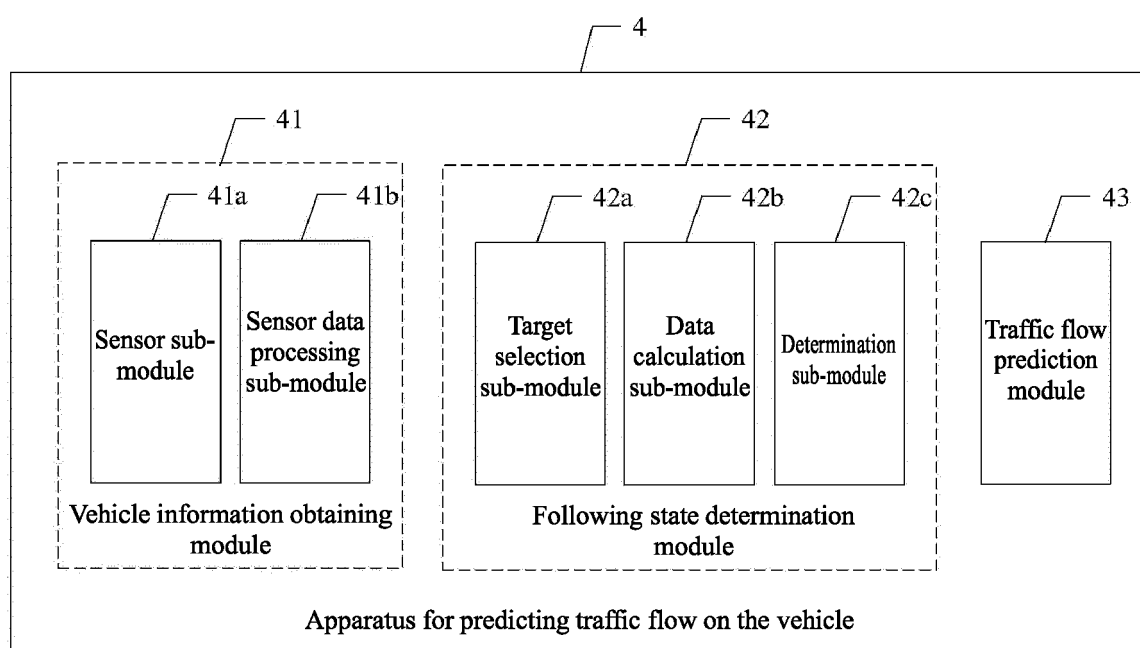 4
41
42
41a
41b
42a
42b
42c
43
Sensor sub-
module
Sensor data
processing
sub-module
Target
selection
sub-module
Data
calculation
sub-module
Determination
sub-module
Traffic flow
prediction
module
Vehicle information obtaining
module
Following state determination
module
Apparatus for predicting traffic flow on the vehicle